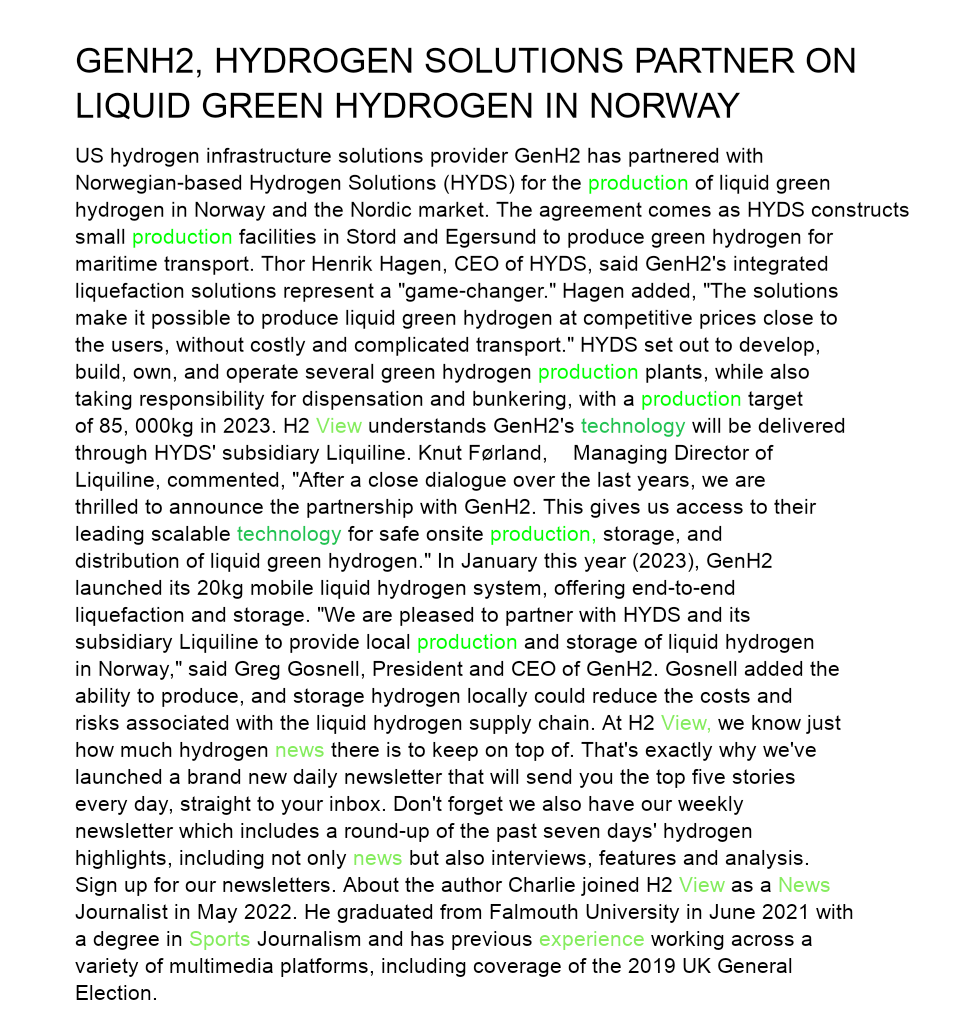 GENH2, HYDROGEN SOLUTIONS PARTNER ON
LIQUID GREEN HYDROGEN IN NORWAY
US hydrogen infrastructure solutions provider GenH2 has partnered with
Norwegian-based Hydrogen Solutions (HYDS) for the production of liquid green
hydrogen in Norway and the Nordic market. The agreement comes as HYDS constructs
small production facilities in Stord and Egersund to produce green hydrogen for
maritime transport. Thor Henrik Hagen, CEO of HYDS, said GenH2's integrated
liquefaction solutions represent a "game-changer." Hagen added, "The solutions
make it possible to produce liquid green hydrogen at competitive prices close to
the users, without costly and complicated transport." HYDS set out to develop,
build, own, and operate several green hydrogen production plants, while also
taking responsibility for dispensation and bunkering, with a production target
of 85, 000kg in 2023. H2 View understands GenH2's technology will be delivered
through HYDS' subsidiary Liquiline. Knut Førland, Managing Director of
Liquiline, commented, "After a close dialogue over the last years, we are
thrilled to announce the partnership with GenH2. This gives us access to their
leading scalable technology for safe onsite production, storage, and
distribution of liquid green hydrogen." In January this year (2023), GenH2
launched its 20kg mobile liquid hydrogen system, offering end-to-end
liquefaction and storage. "We are pleased to partner with HYDS and its
subsidiary Liquiline to provide local production and storage of liquid hydrogen
in Norway," said Greg Gosnell, President and CEO of GenH2. Gosnell added the
ability to produce, and storage hydrogen locally could reduce the costs and
risks associated with the liquid hydrogen supply chain. At H2 View, we know just
how much hydrogen news there is to keep on top of. That's exactly why we've
launched a brand new daily newsletter that will send you the top five stories
every day, straight to your inbox. Don't forget we also have our weekly
newsletter which includes a round-up of the past seven days' hydrogen
highlights, including not only news but also interviews, features and analysis.
Sign up for our newsletters. About the author Charlie joined H2 View as a News
Journalist in May 2022. He graduated from Falmouth University in June 2021 with
a degree in Sports Journalism and has previous experience working across a
variety of multimedia platforms, including coverage of the 2019 UK General
Election.